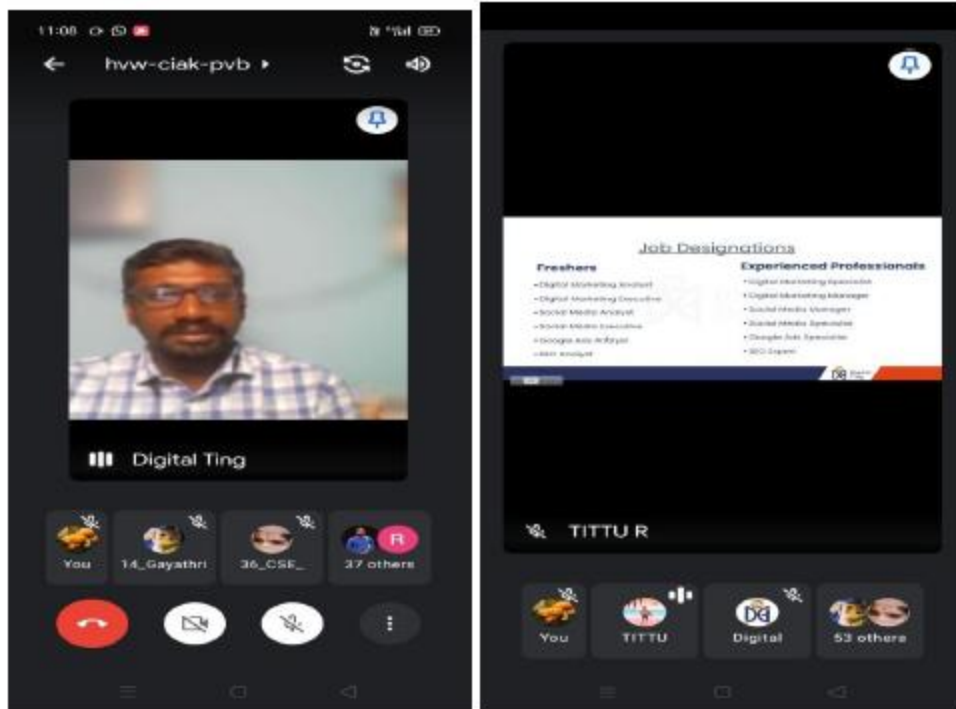 11:08
hvw-ciak-pvb
Digital Ting
You
14_Gayathri
36_CSE_
R
37 others
Job Designations
Freshers
• Digital Marketing Analyst
• Digital Marketing Executive
• Social Media Analyst
• Social Media Executive
• Google Ads Analyst
• SEO Analyst
Experienced Professionals
• Digital Marketing Specialist
• Digital Marketing Manager
• Social Media Manager
• Social Media Specialist
• Google Ads Specialist
• SEO Expert
TITTU R
You
TITTU
Digital
53 others